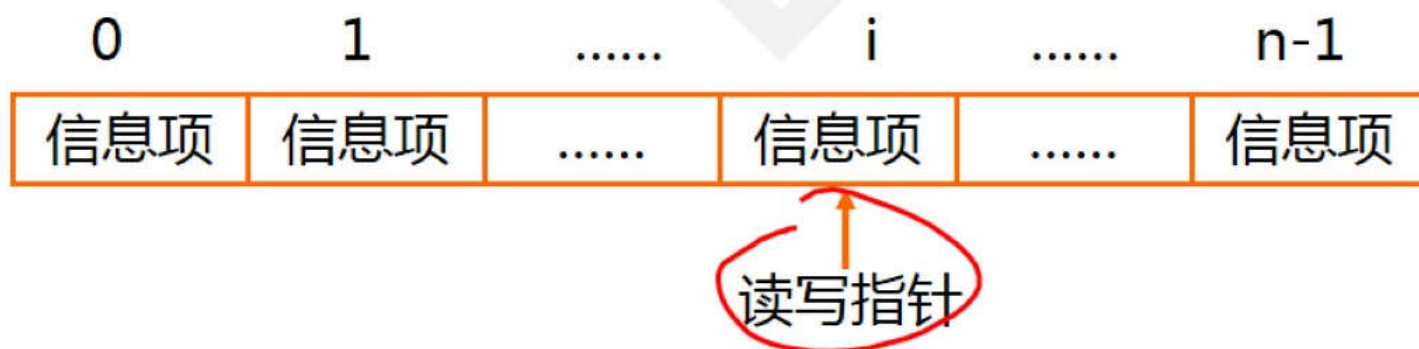 0 1 ...... i ...... n-1
信息项 信息项 ...... 信息项 ...... 信息项
读写指针